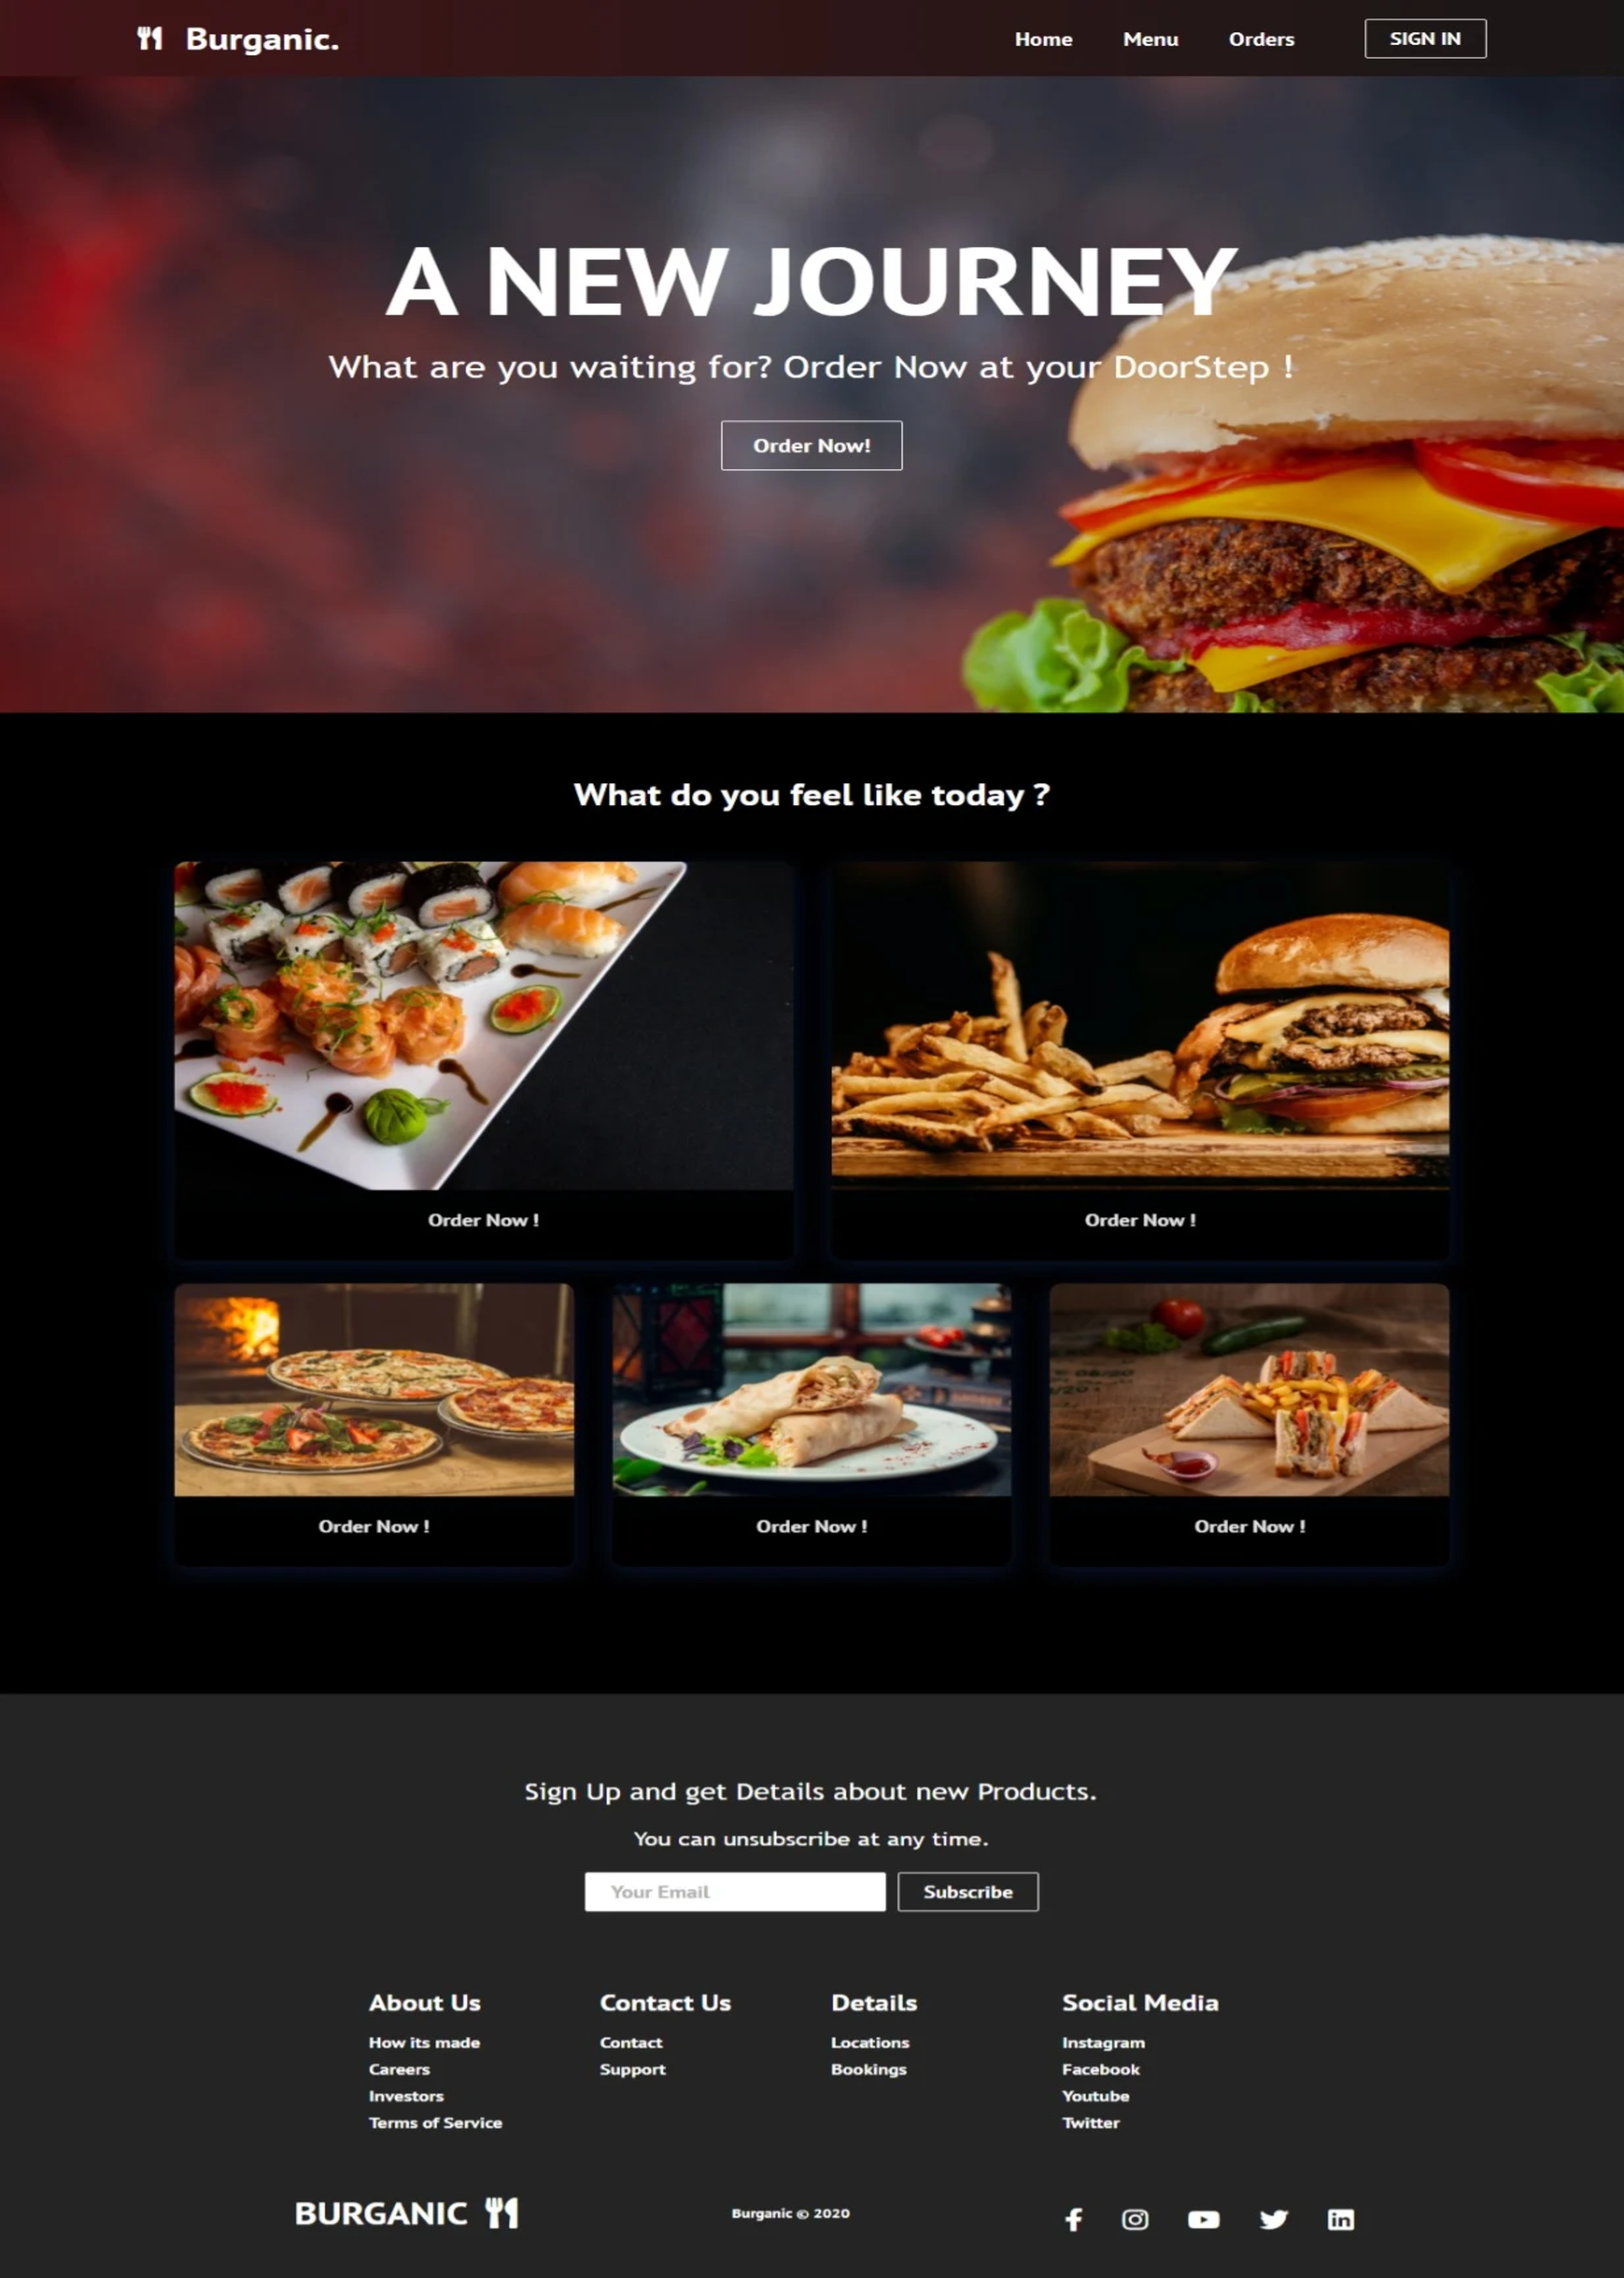 Burganic.
Home Menu Orders SIGN IN
A NEW JOURNEY
What are you waiting for? Order Now at your DoorStep !
Order Now!
What do you feel like today ?
Order Now !
Order Now !
Order Now !
Order Now !
Order Now !
Sign Up and get Details about new Products.
You can unsubscribe at any time.
Your Email
Subscribe
About Us
How its made
Careers
Investors
Terms of Service
Contact Us
Contact
Support
Details
Locations
Bookings
Social Media
Instagram
Facebook
Youtube
Twitter
BURGANIC
Burganic © 2020